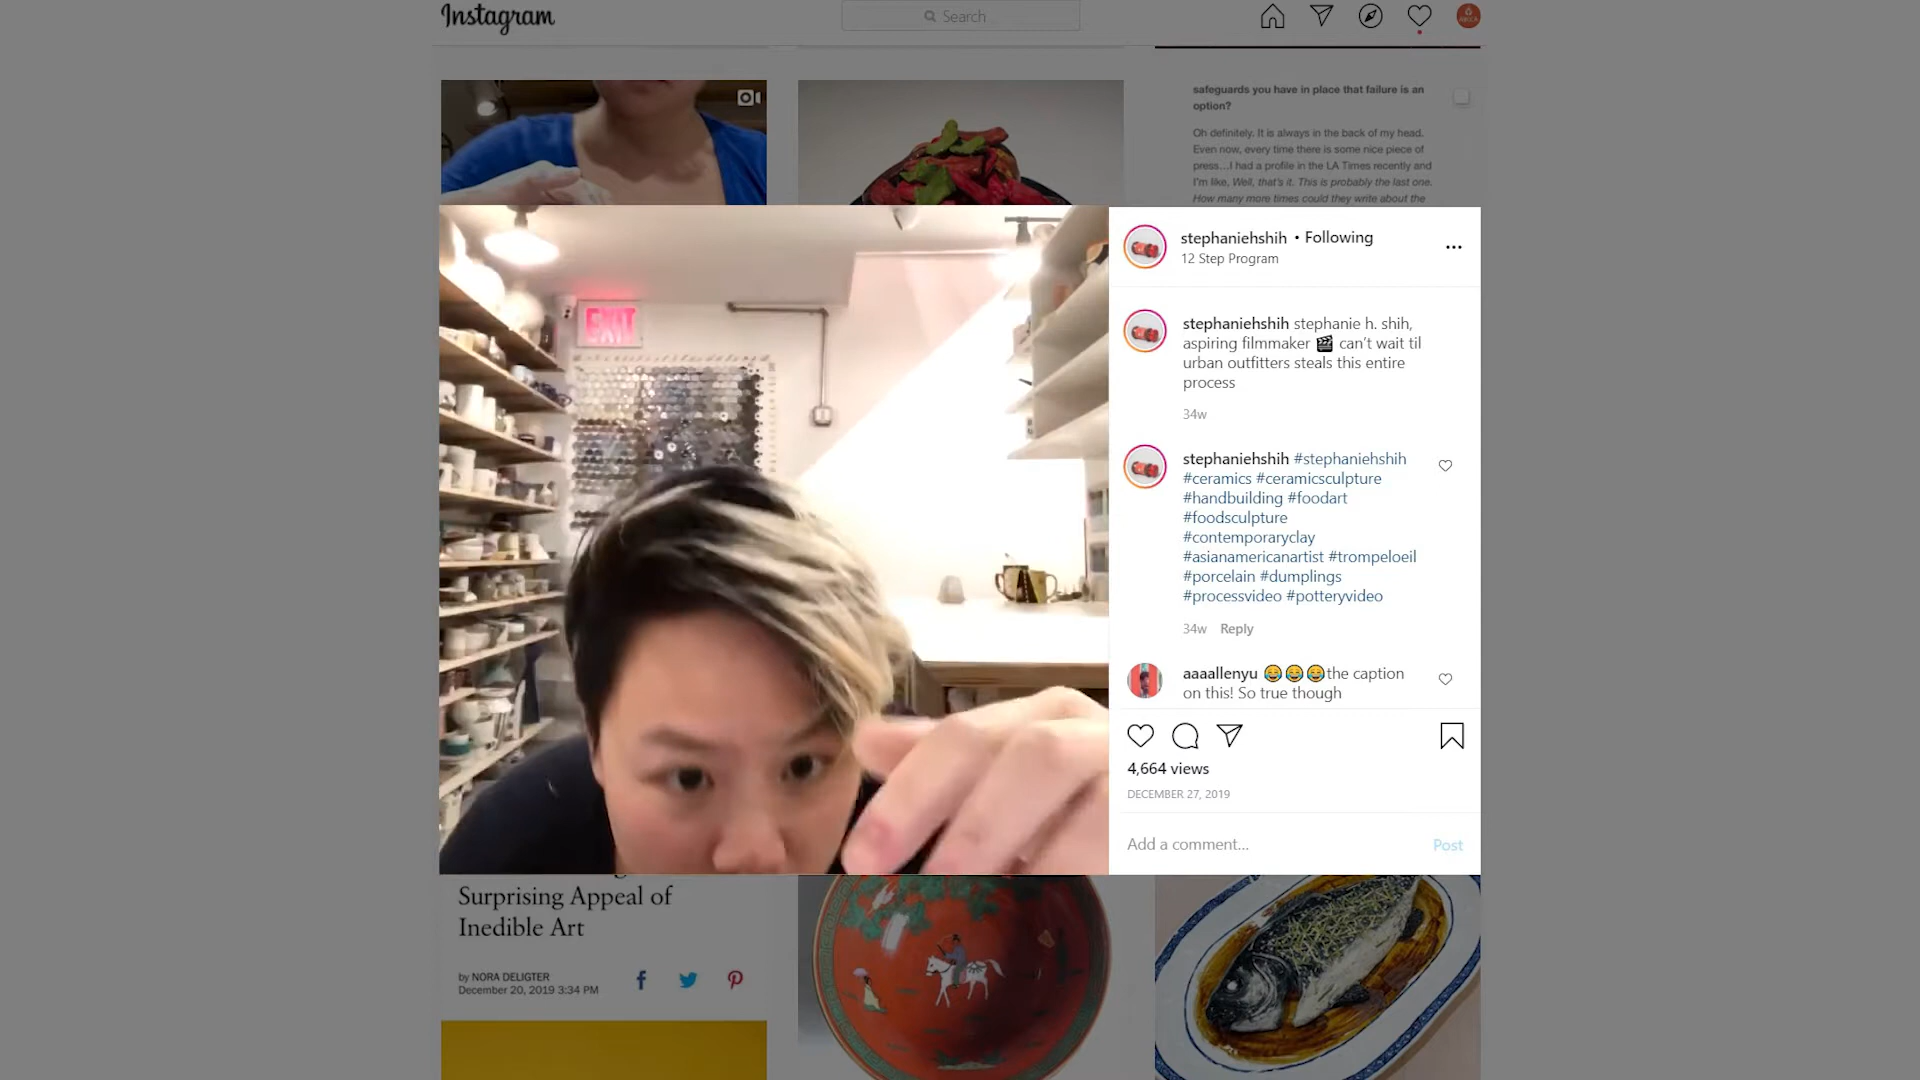 Instagram
Search
safeguards you have in place that failure is an
option?
Oh definitely. It is always in the back of my head.
Even now, every time there is some nice piece of
press...I had a profile in the LA Times recently and
I'm like, Well, that's it. This is probably the last one.
How many more times could they write about the
EXIT
stephaniehshih • Following
12 Step Program
stephaniehshih stephanie h. shih,
aspiring filmmaker 🎬 can't wait til
urban outfitters steals this entire
process
34w
stephaniehshih #stephaniehshih
#ceramics #ceramicsculpture
#handbuilding #foodart
#foodsculpture
#contemporaryclay
#asianamericanartist #trompeloeil
#porcelain #dumplings
#processvideo #potteryvideo
34w Reply
aaaallenyu 😂😂😂the caption
on this! So true though
4,664 views
DECEMBER 27, 2019
Add a comment... Post
Surprising Appeal of
Inedible Art
by NORA DELIGTER
December 20, 2019 3:34 PM